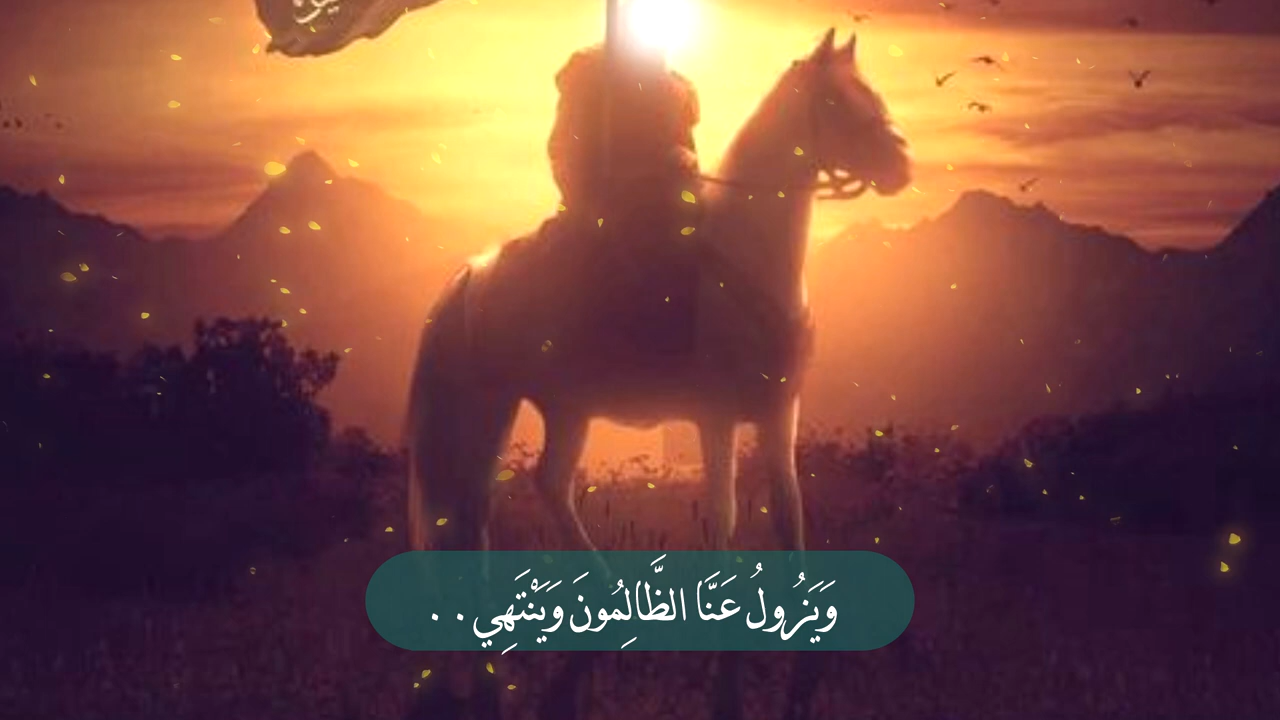 وَيَزُولُ عَنَّا الظَّالِمُونَ وَيَنْتَهِي . .